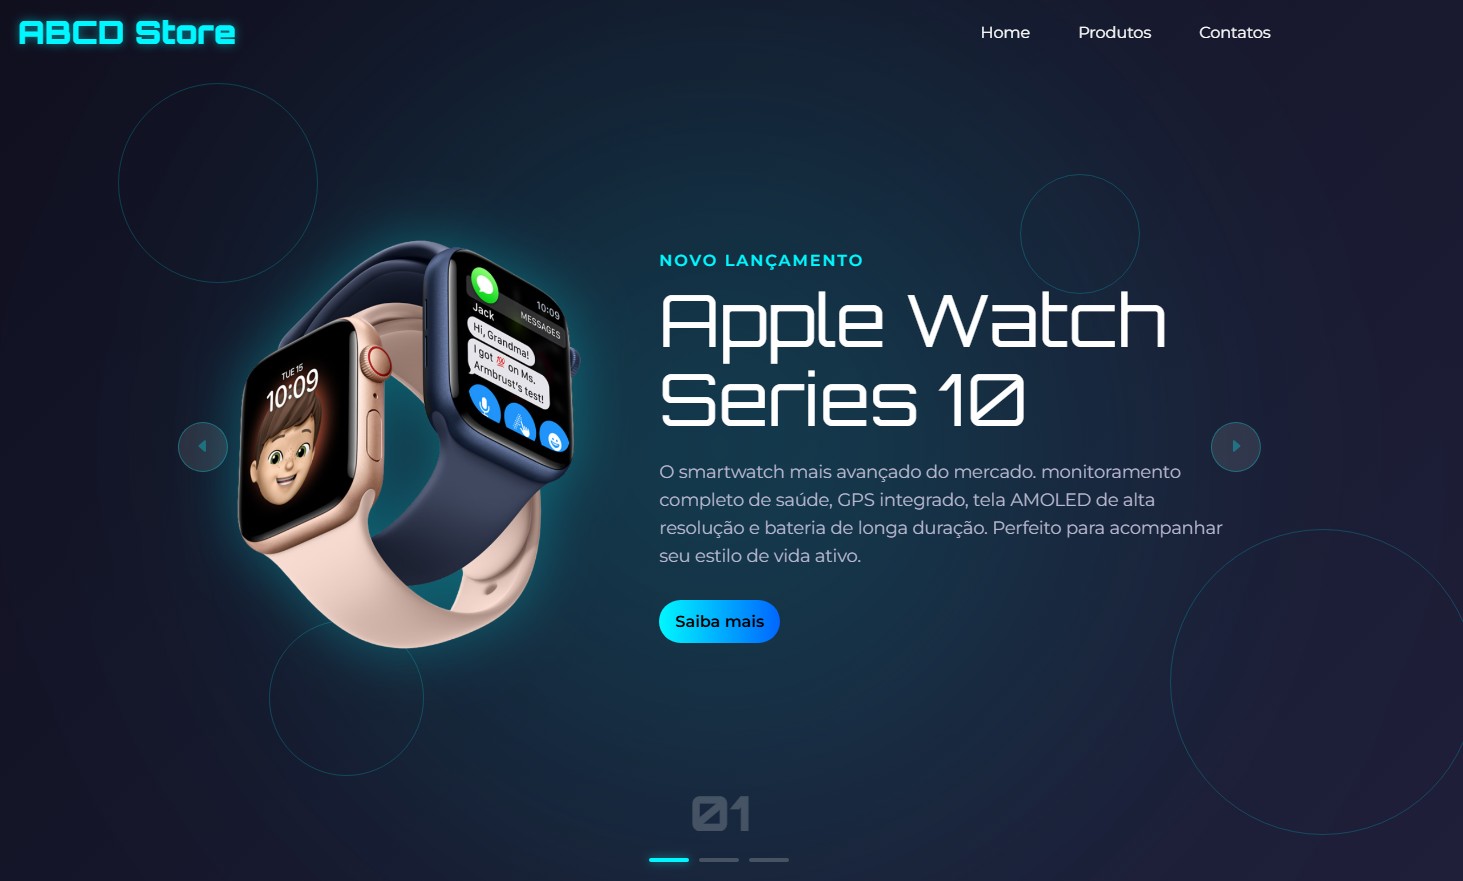 ABCD Store
Home
Produtos
Contatos
TUE 15
10:09
10:09
MESSAGES
Jack
Hi, Grandma!
I got 💯 on Ms.
Armbrust's test!
NOVO LANÇAMENTO
Apple Watch
Series 10
O smartwatch mais avançado do mercado. monitoramento
completo de saúde, GPS integrado, tela AMOLED de alta
resolução e bateria de longa duração. Perfeito para acompanhar
seu estilo de vida ativo.
Saiba mais
01